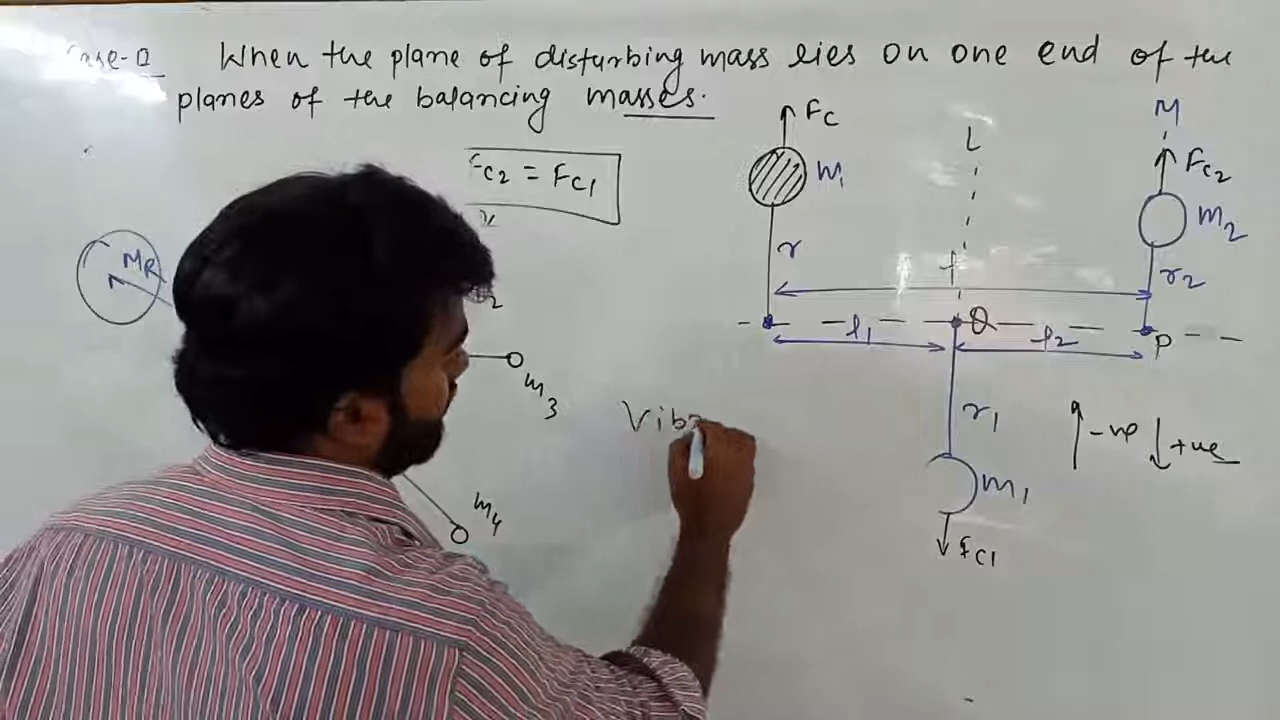 When the plane of disturbing mass lies on one end of the
planes of the balancing masses.
Fc
M
L
m
Fc2
Fc2 = Fc1
m2
MR
r
r2
l
l1
Q
l2
P
m3
r1
-ve
+ve
Vib
m1
m4
Fc1